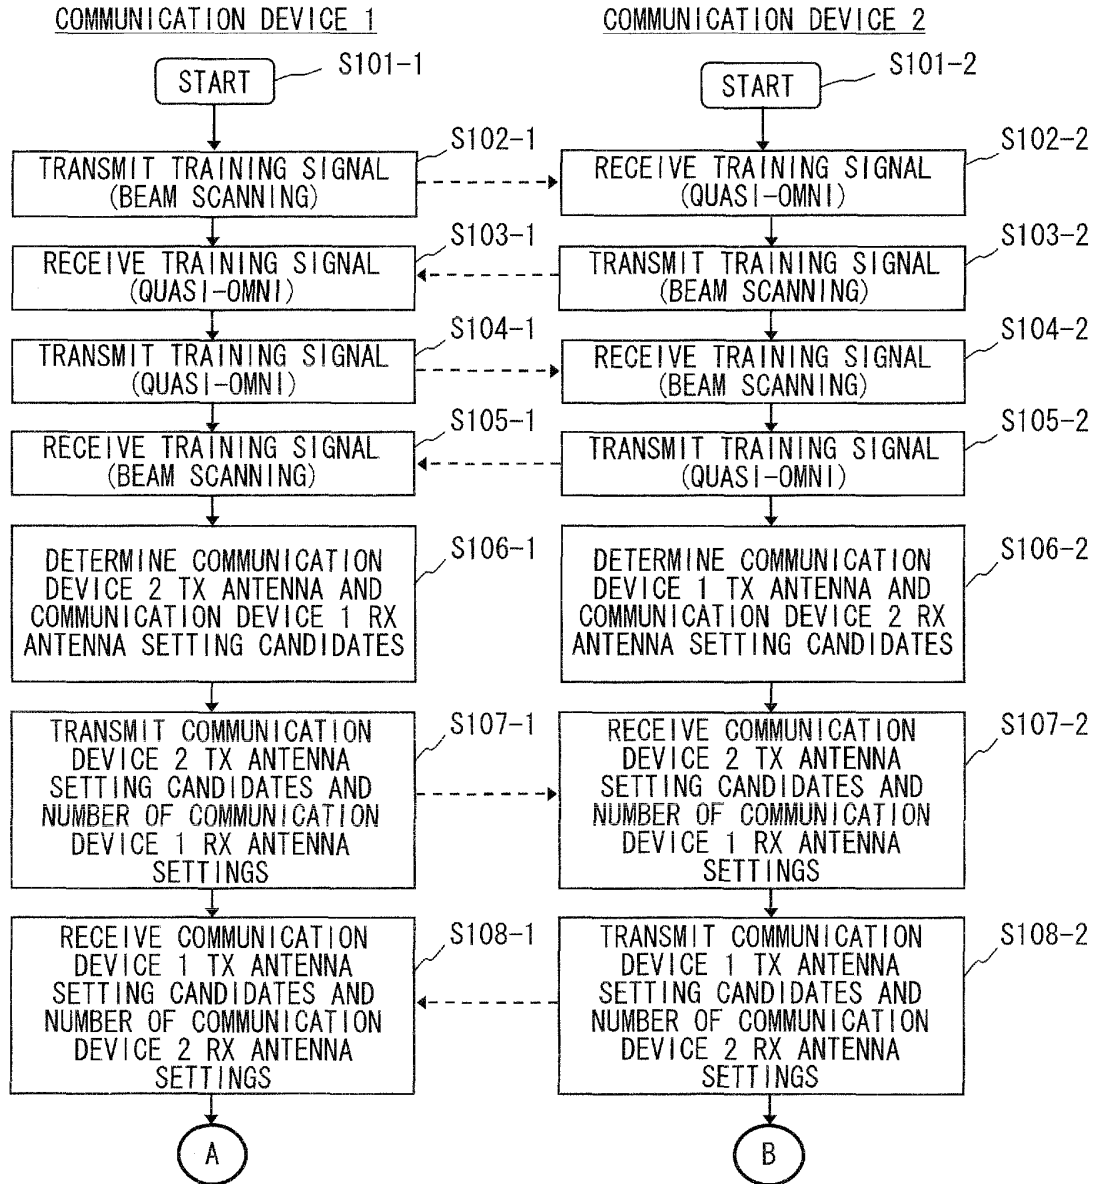 COMMUNICATION DEVICE 1
COMMUNICATION DEVICE 2
START
S101-1
START
S101-2
TRANSMIT TRAINING SIGNAL
(BEAM SCANNING)
S102-1
RECEIVE TRAINING SIGNAL
(QUASI-OMNI)
S102-2
RECEIVE TRAINING SIGNAL
(QUASI-OMNI)
S103-1
TRANSMIT TRAINING SIGNAL
(BEAM SCANNING)
S103-2
TRANSMIT TRAINING SIGNAL
(QUASI-OMNI)
S104-1
RECEIVE TRAINING SIGNAL
(BEAM SCANNING)
S104-2
RECEIVE TRAINING SIGNAL
(BEAM SCANNING)
S105-1
TRANSMIT TRAINING SIGNAL
(QUASI-OMNI)
S105-2
DETERMINE COMMUNICATION
DEVICE 2 TX ANTENNA AND
COMMUNICATION DEVICE 1 RX
ANTENNA SETTING CANDIDATES
S106-1
DETERMINE COMMUNICATION
DEVICE 1 TX ANTENNA AND
COMMUNICATION DEVICE 2 RX
ANTENNA SETTING CANDIDATES
S106-2
TRANSMIT COMMUNICATION
DEVICE 2 TX ANTENNA
SETTING CANDIDATES AND
NUMBER OF COMMUNICATION
DEVICE 1 RX ANTENNA
SETTINGS
S107-1
RECEIVE COMMUNICATION
DEVICE 2 TX ANTENNA
SETTING CANDIDATES AND
NUMBER OF COMMUNICATION
DEVICE 1 RX ANTENNA
SETTINGS
S107-2
RECEIVE COMMUNICATION
DEVICE 1 TX ANTENNA
SETTING CANDIDATES AND
NUMBER OF COMMUNICATION
DEVICE 2 RX ANTENNA
SETTINGS
S108-1
TRANSMIT COMMUNICATION
DEVICE 1 TX ANTENNA
SETTING CANDIDATES AND
NUMBER OF COMMUNICATION
DEVICE 2 RX ANTENNA
SETTINGS
S108-2
A
B